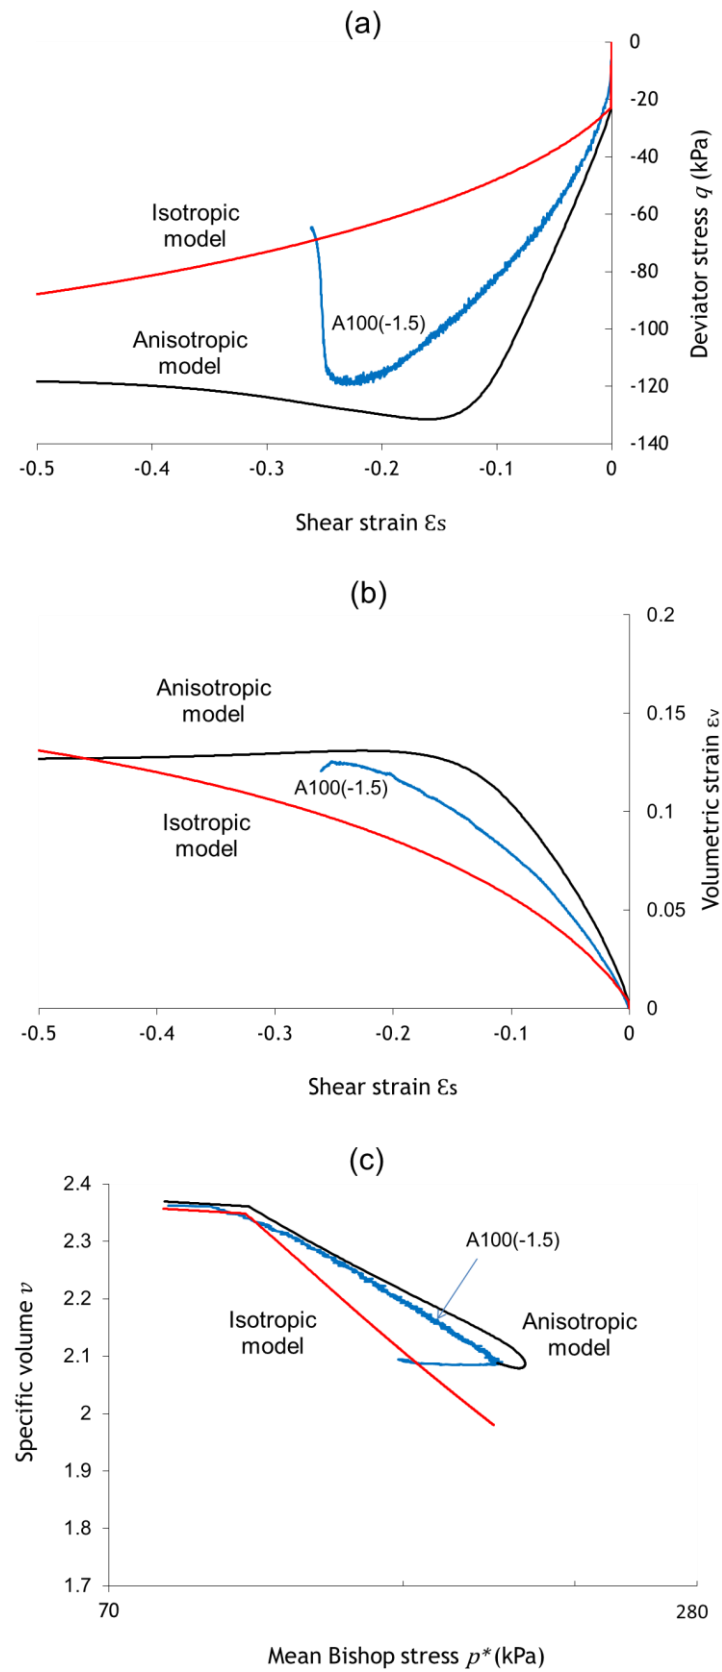 (a)
0
-20
-40
-60
-80
-100
-120
-140
Deviator stress q (kPa)
Isotropic
model
A100(-1.5)
Anisotropic
model
-0.5
-0.4
-0.3
-0.2
-0.1
0
Shear strain Ɛs
(b)
0.2
0.15
0.1
0.05
0
Volumetric strain εv
Anisotropic
model
A100(-1.5)
Isotropic
model
-0.5
-0.4
-0.3
-0.2
-0.1
0
Shear strain Ɛs
(c)
2.4
2.3
2.2
2.1
2
1.9
1.8
1.7
Specific volume v
A100(-1.5)
Isotropic
model
Anisotropic
model
70
280
Mean Bishop stress p* (kPa)